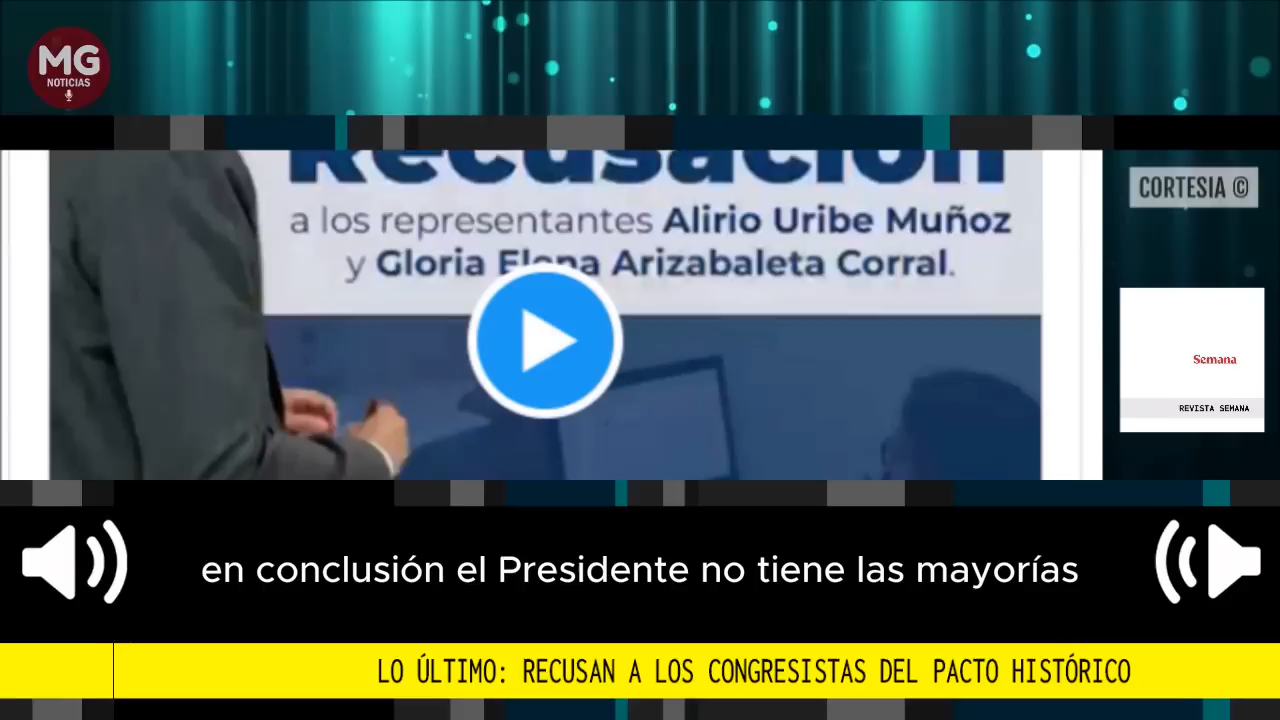 MG
NOTICIAS
Recusación
a los representantes Alirio Uribe Muñoz
y Gloria Elena Arizabaleta Corral.
CORTESIA ©
Semana
REVISTA SEMANA
en conclusión el Presidente no tiene las mayorías
LO ÚLTIMO: RECUSAN A LOS CONGRESISTAS DEL PACTO HISTÓRICO